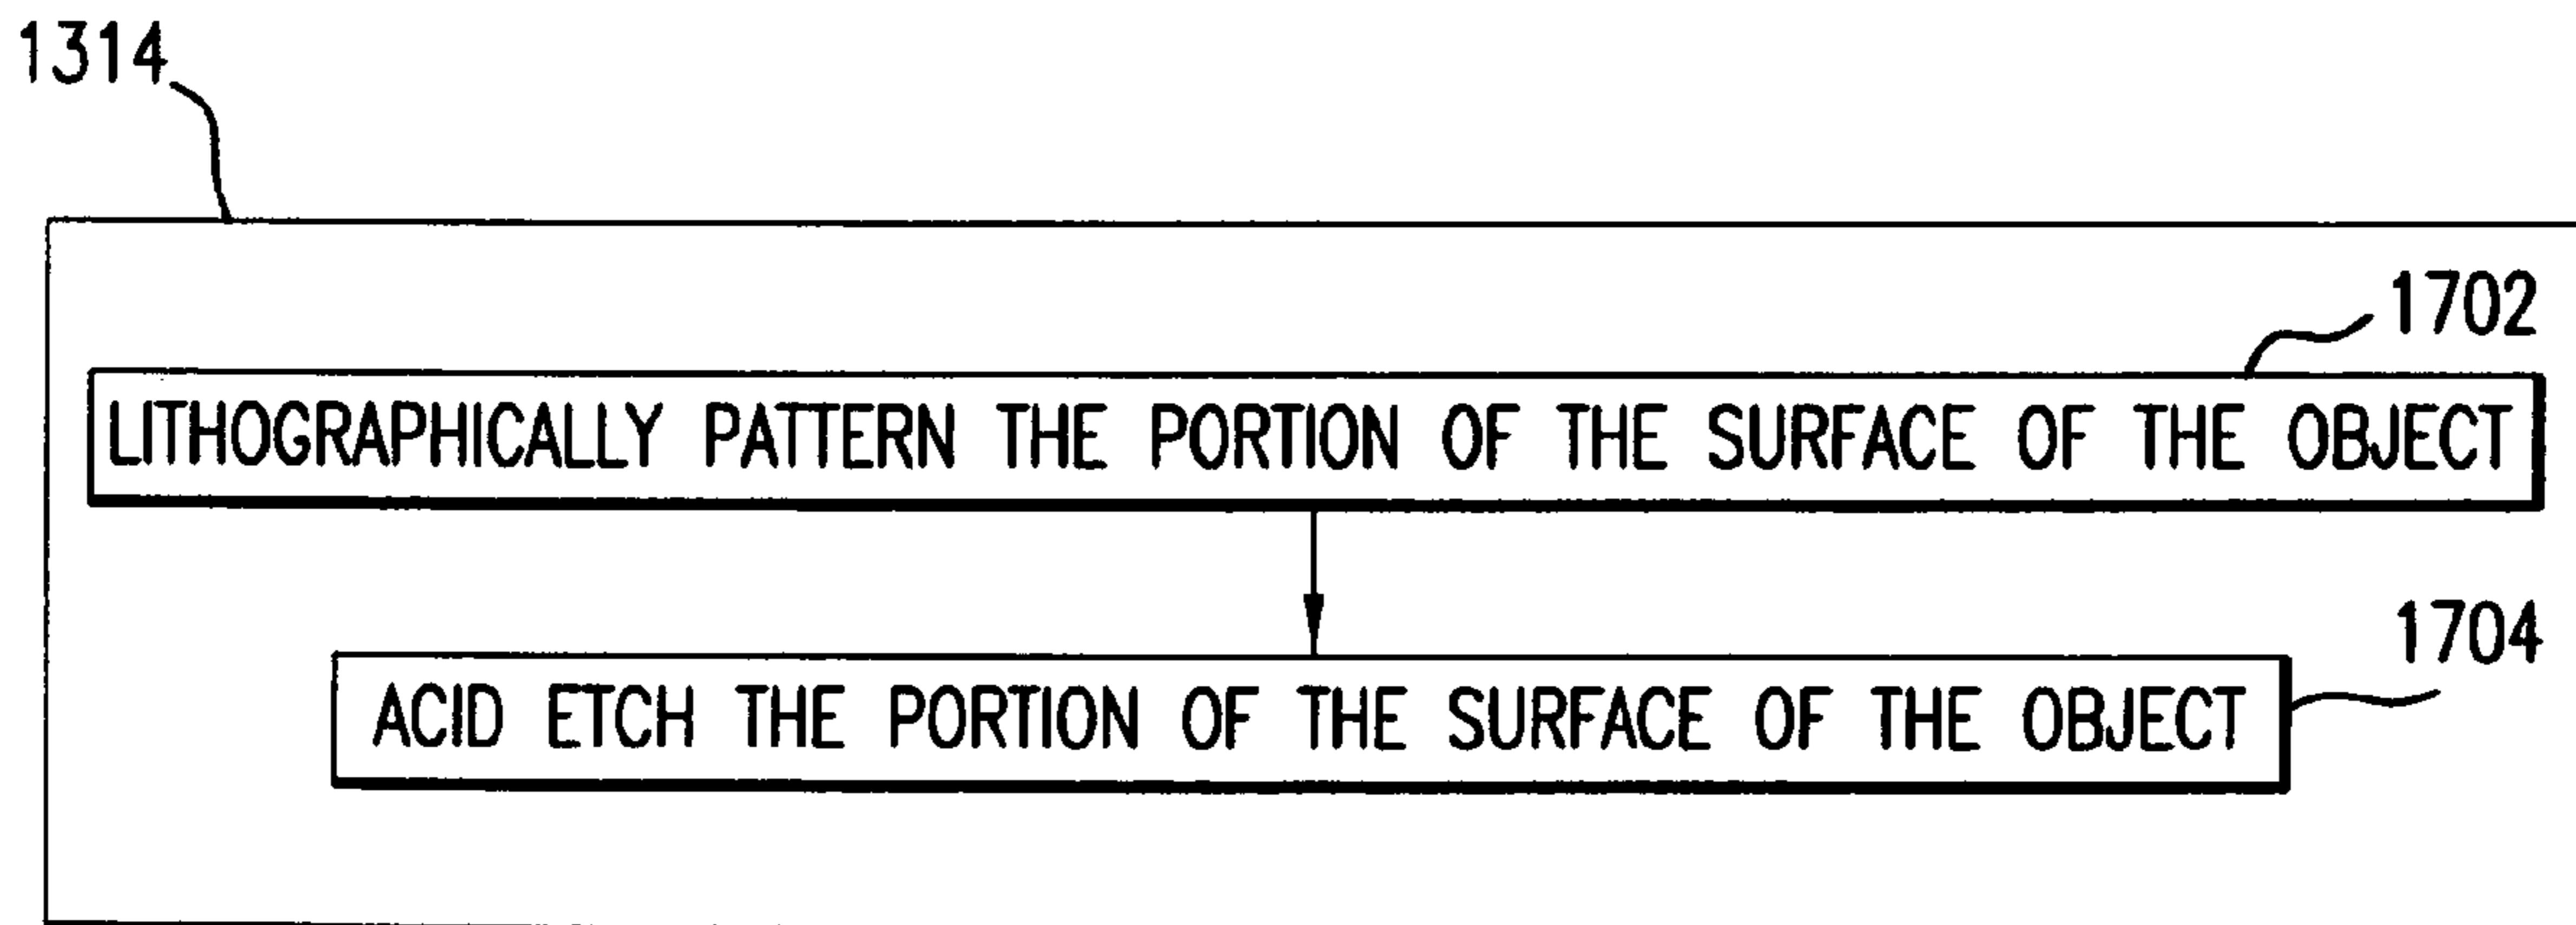 1314
1702
LITHOGRAPHICALLY PATTERN THE PORTION OF THE SURFACE OF THE OBJECT
1704
ACID ETCH THE PORTION OF THE SURFACE OF THE OBJECT